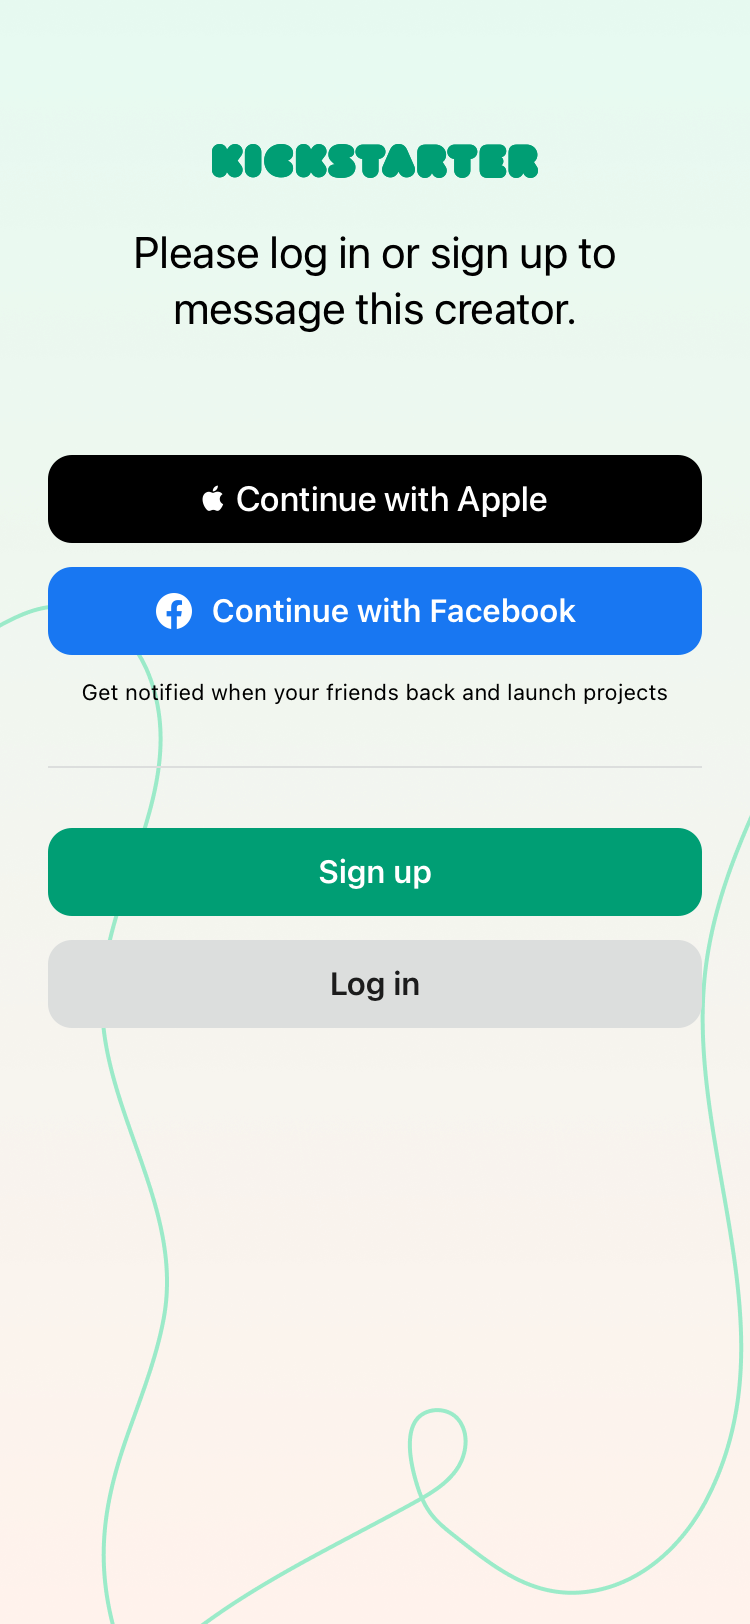 KICKSTARTER
Please log in or sign up to
message this creator.
Continue with Apple
Continue with Facebook
Get notified when your friends back and launch projects
Sign up
Log in